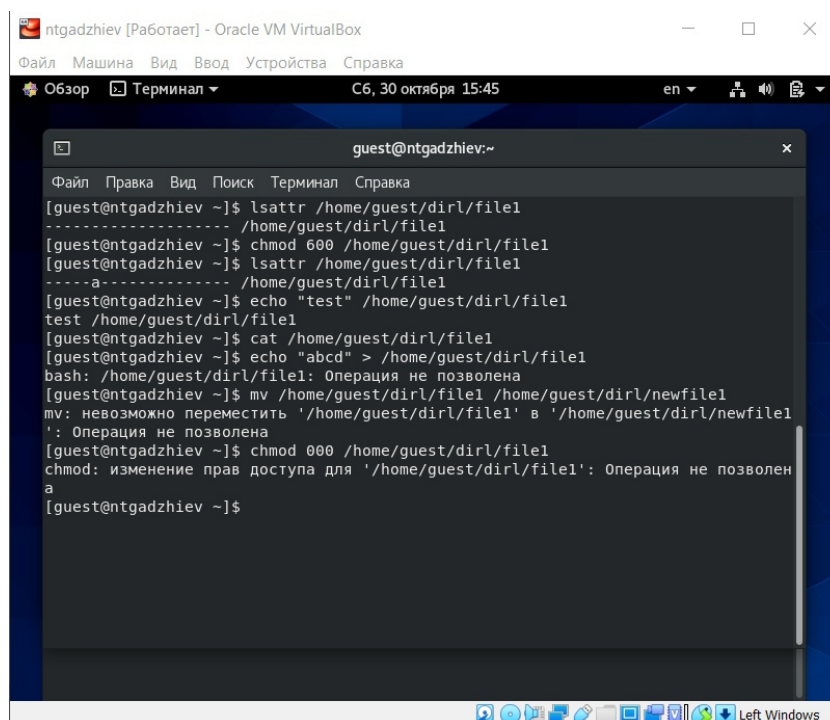 ntgadzhiev [Работает] - Oracle VM VirtualBox
Файл Машина Вид Ввод Устройства Справка
Обзор Терминал Сб, 30 октября 15:45 en
guest@ntgadzhiev:~
Файл Правка Вид Поиск Терминал Справка
[guest@ntgadzhiev ~]$ lsattr /home/guest/dirl/file1
-------------------- /home/guest/dirl/file1
[guest@ntgadzhiev ~]$ chmod 600 /home/guest/dirl/file1
[guest@ntgadzhiev ~]$ lsattr /home/guest/dirl/file1
-----a-------------- /home/guest/dirl/file1
[guest@ntgadzhiev ~]$ echo "test" /home/guest/dirl/file1
test /home/guest/dirl/file1
[guest@ntgadzhiev ~]$ cat /home/guest/dirl/file1
[guest@ntgadzhiev ~]$ echo "abcd" > /home/guest/dirl/file1
bash: /home/guest/dirl/file1: Операция не позволена
[guest@ntgadzhiev ~]$ mv /home/guest/dirl/file1 /home/guest/dirl/newfile1
mv: невозможно переместить '/home/guest/dirl/file1' в '/home/guest/dirl/newfile1
': Операция не позволена
[guest@ntgadzhiev ~]$ chmod 000 /home/guest/dirl/file1
chmod: изменение прав доступа для '/home/guest/dirl/file1': Операция не позволен
а
[guest@ntgadzhiev ~]$
Left Windows